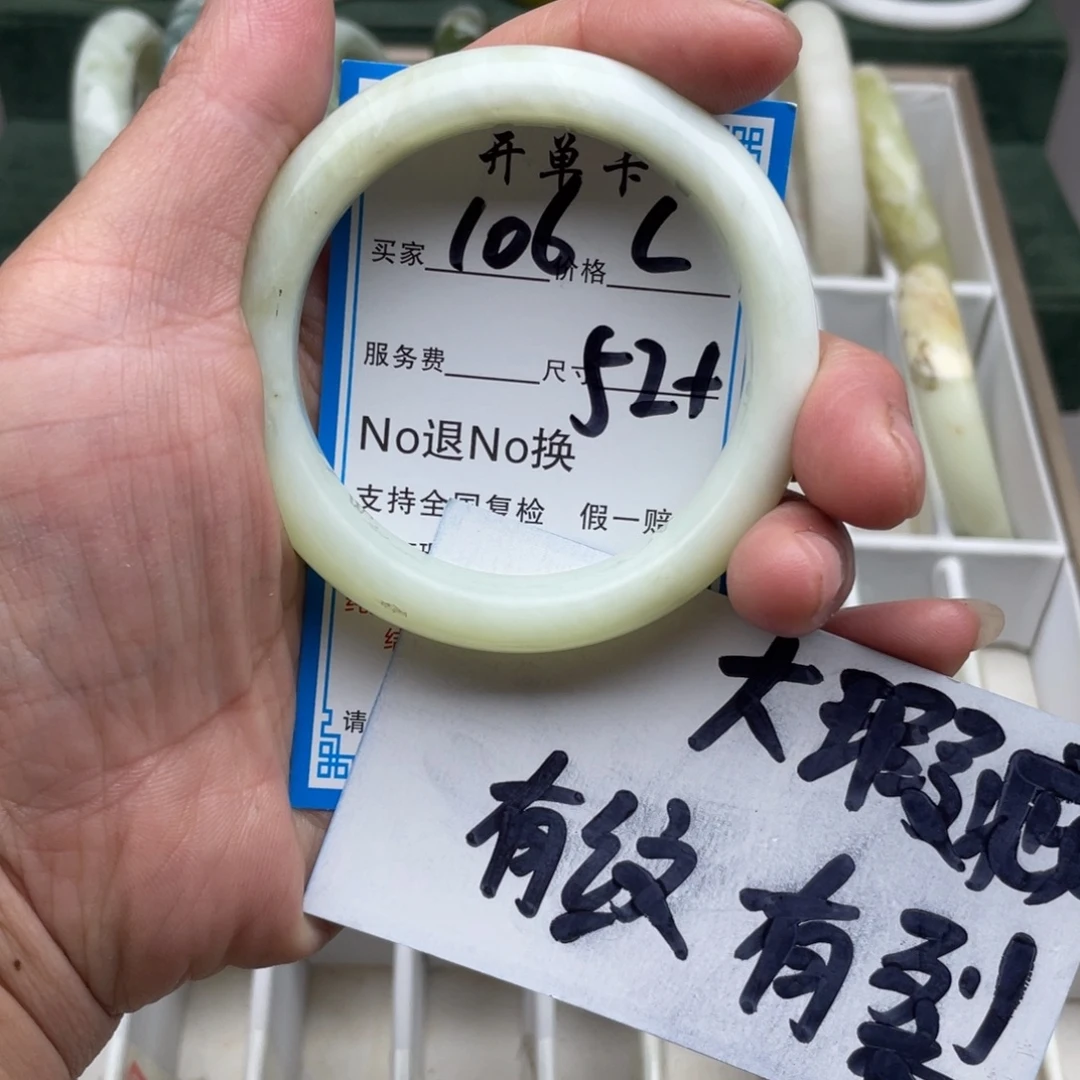 开单卡
买家 106 价格 L
服务费 尺寸 52+
No退No换
支持全国复检 假一赔
请
大瑕疵
有纹
有裂